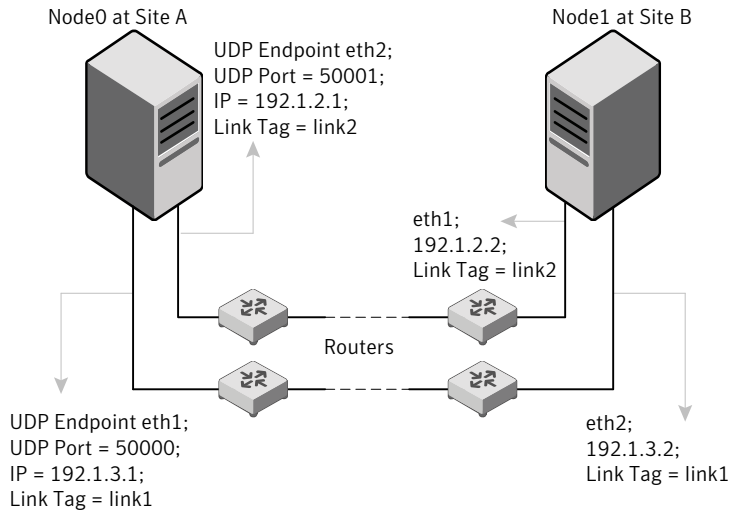 Node0 at Site A
Node1 at Site B
UDP Endpoint eth2;
UDP Port = 50001;
IP = 192.1.2.1;
Link Tag = link2
eth1;
192.1.2.2;
Link Tag = link2
Routers
UDP Endpoint eth1;
UDP Port = 50000;
IP = 192.1.3.1;
Link Tag = link1
eth2;
192.1.3.2;
Link Tag = link1